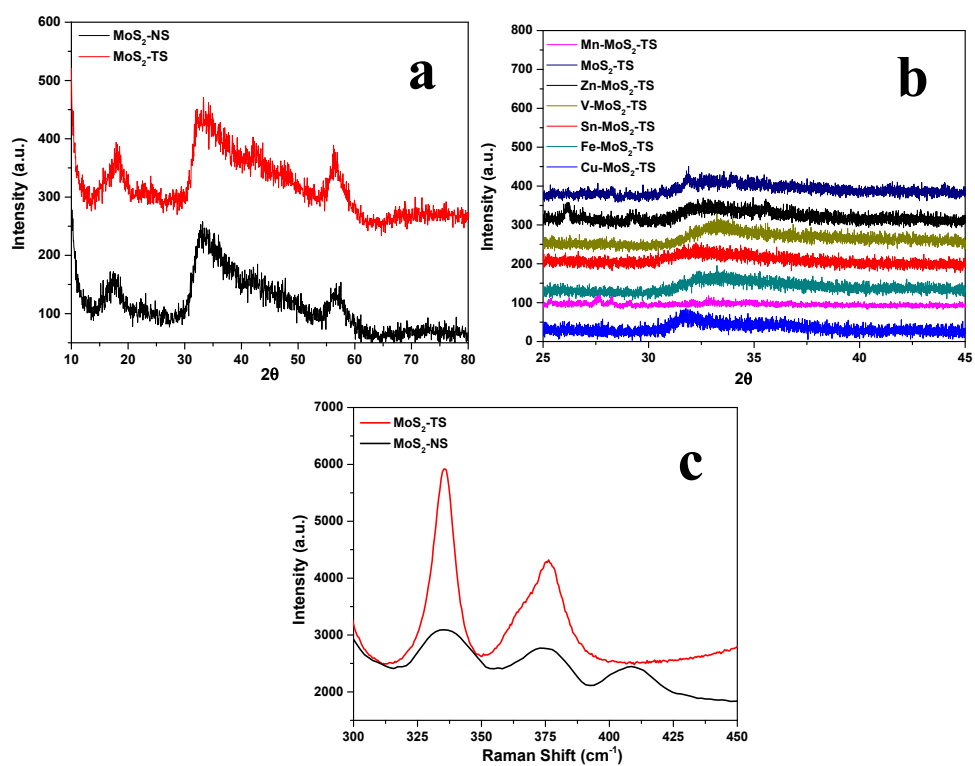 a
MoS₂-NS
MoS₂-TS
600
500
400
300
200
100
10 20 30 40 50 60 70 80
Intensity (a.u.)
2θ
b
Mn-MoS₂-TS
MoS₂-TS
Zn-MoS₂-TS
V-MoS₂-TS
Sn-MoS₂-TS
Fe-MoS₂-TS
Cu-MoS₂-TS
800
700
600
500
400
300
200
100
0
25 30 35 40 45
Intensity (a.u.)
2θ
c
MoS₂-TS
MoS₂-NS
7000
6000
5000
4000
3000
2000
300 325 350 375 400 425 450
Intensity (a.u.)
Raman Shift (cm⁻¹)